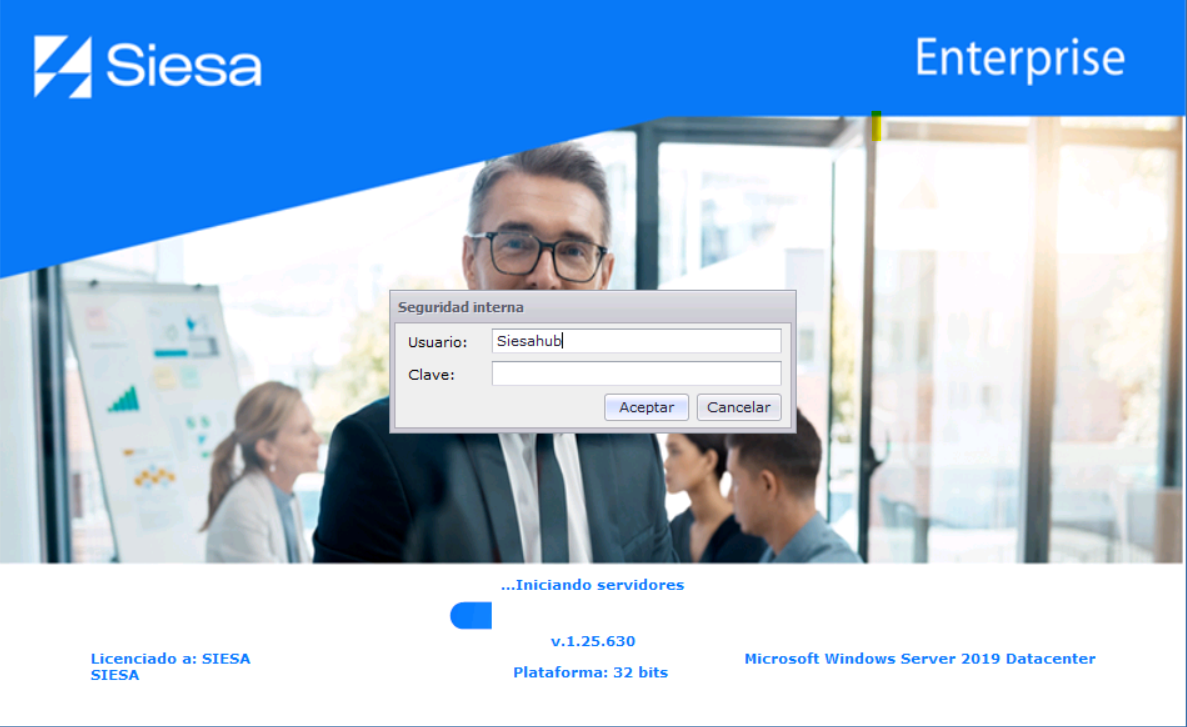 Siesa
Enterprise
Seguridad interna
Usuario: Siesahub
Clave:
Aceptar Cancelar
...Iniciando servidores
v.1.25.630
Licenciado a: SIESA
SIESA
Plataforma: 32 bits
Microsoft Windows Server 2019 Datacenter